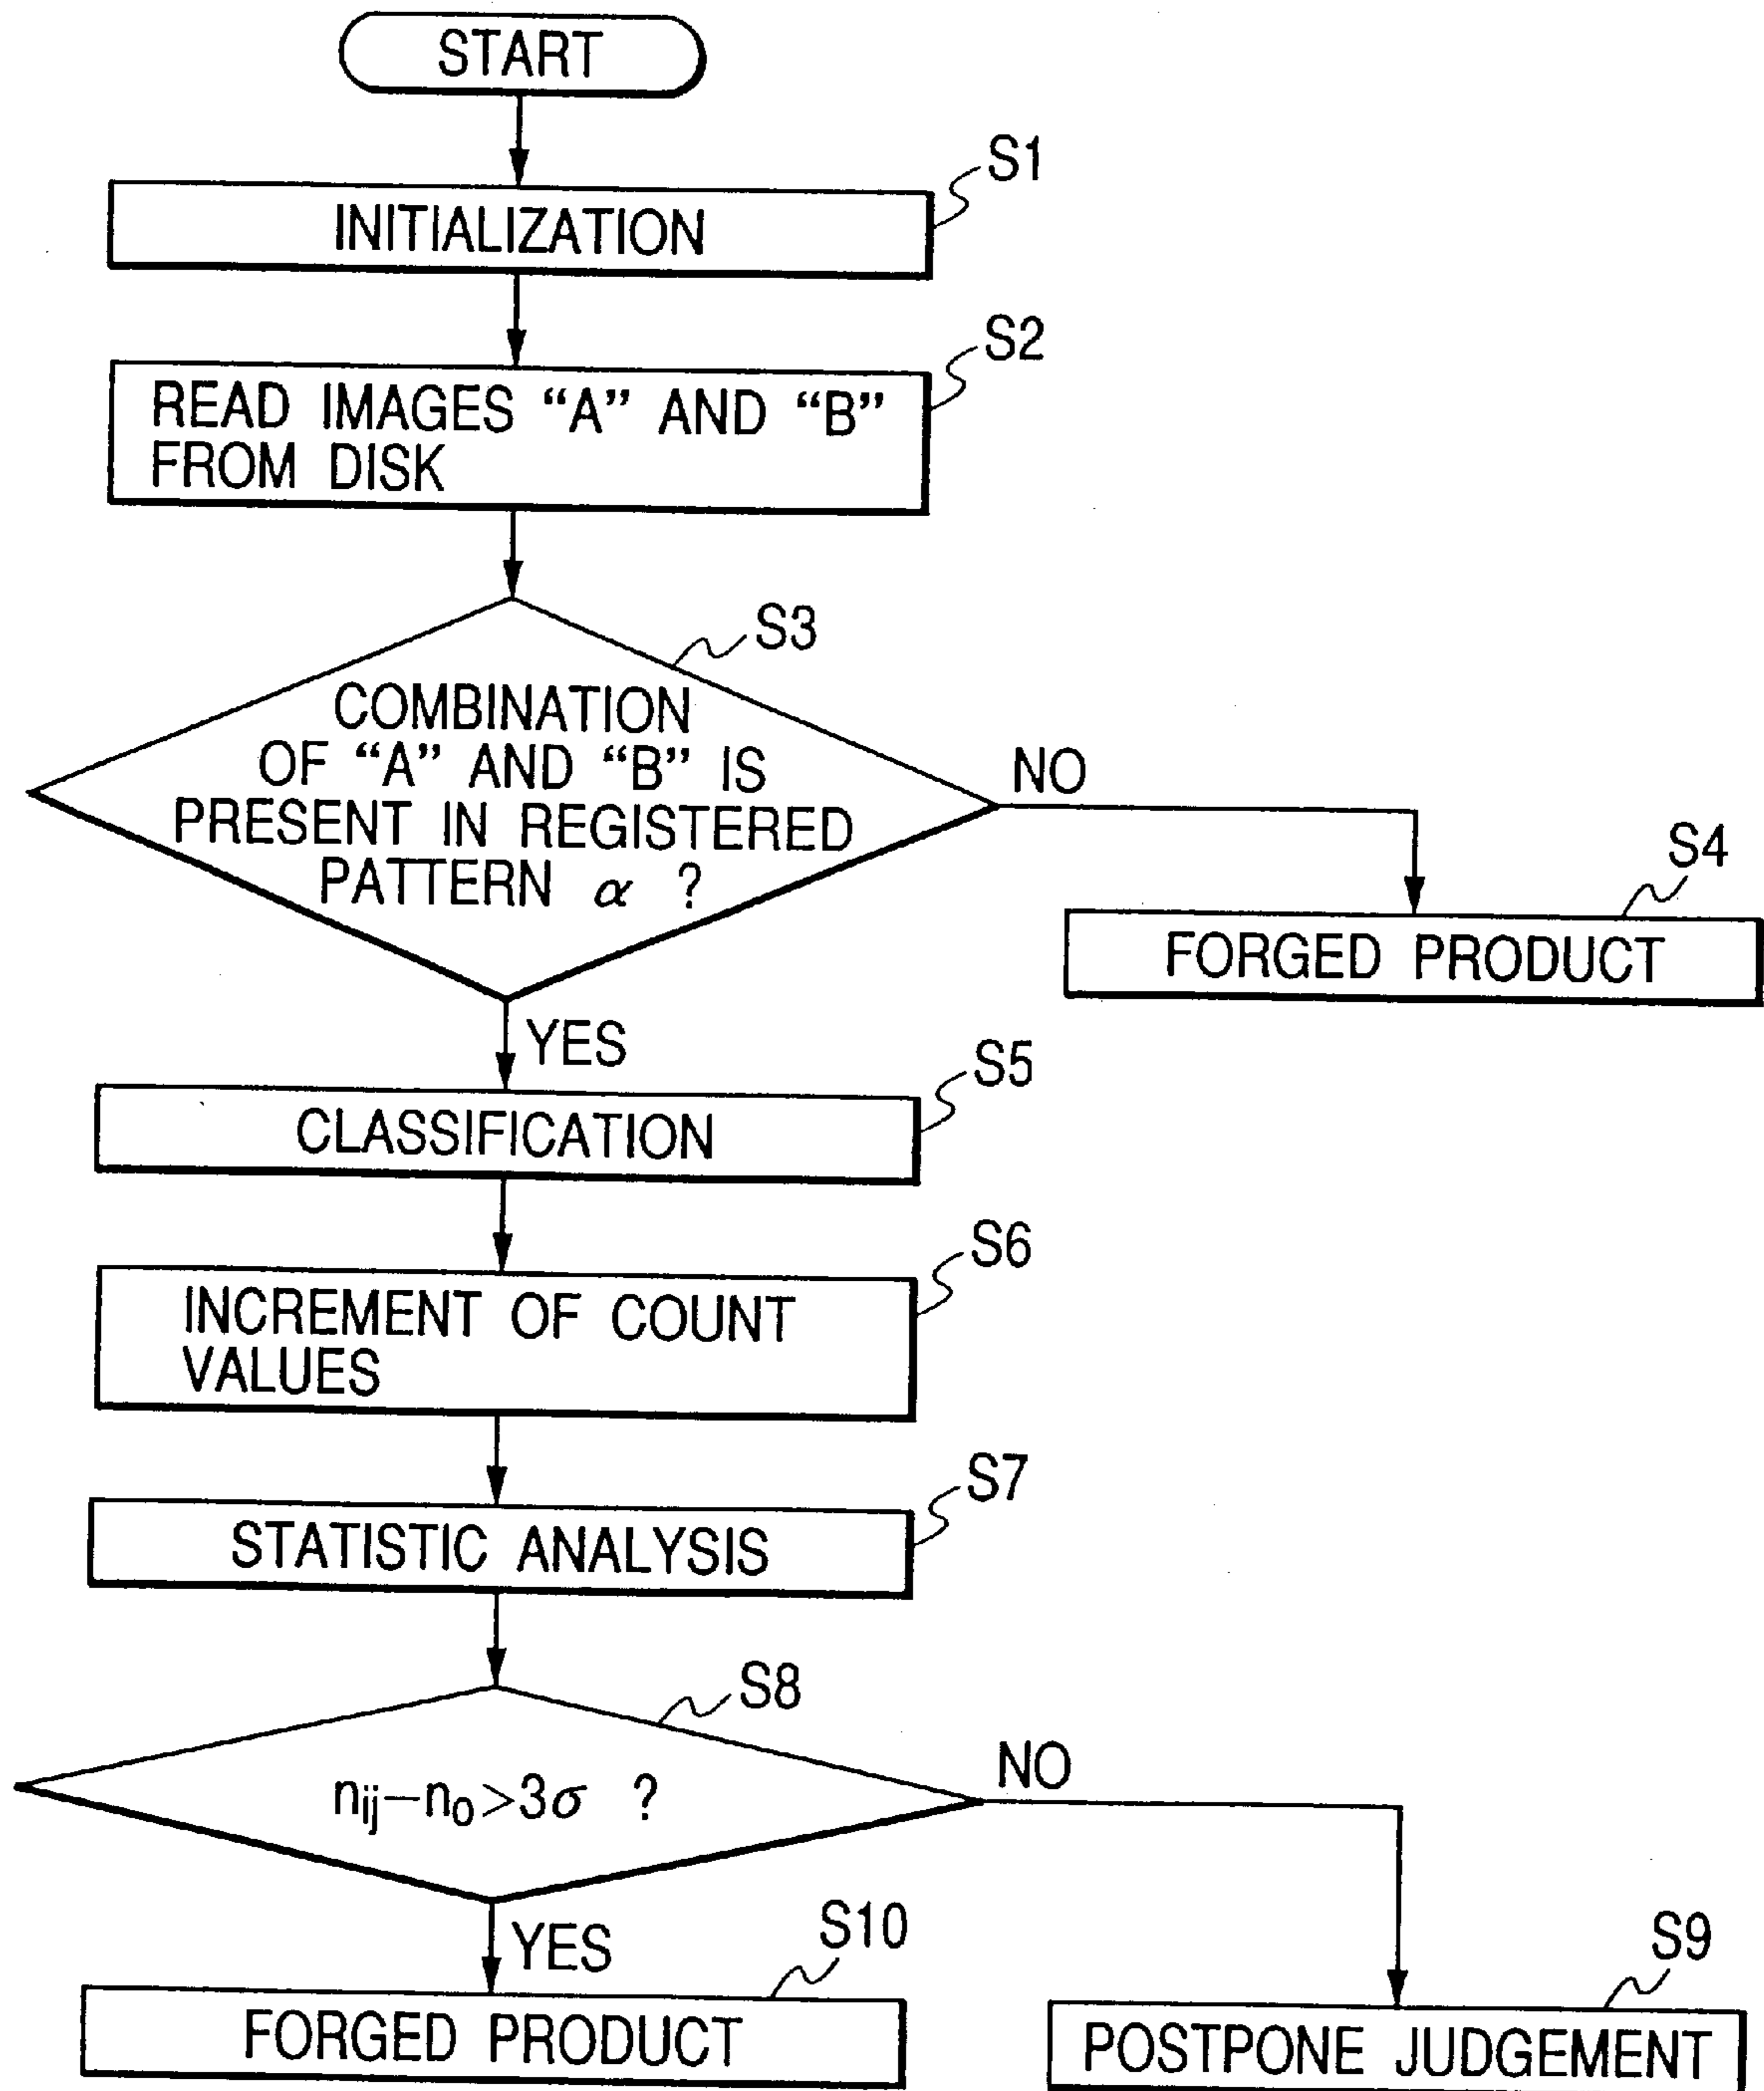 START
S1
INITIALIZATION
S2
READ IMAGES “A” AND “B”
FROM DISK
S3
COMBINATION
OF “A” AND “B” IS
PRESENT IN REGISTERED
PATTERN α ?
NO
S4
FORGED PRODUCT
YES
S5
CLASSIFICATION
S6
INCREMENT OF COUNT
VALUES
S7
STATISTIC ANALYSIS
S8
nij−n0>3σ ?
NO
YES
S10
FORGED PRODUCT
S9
POSTPONE JUDGEMENT